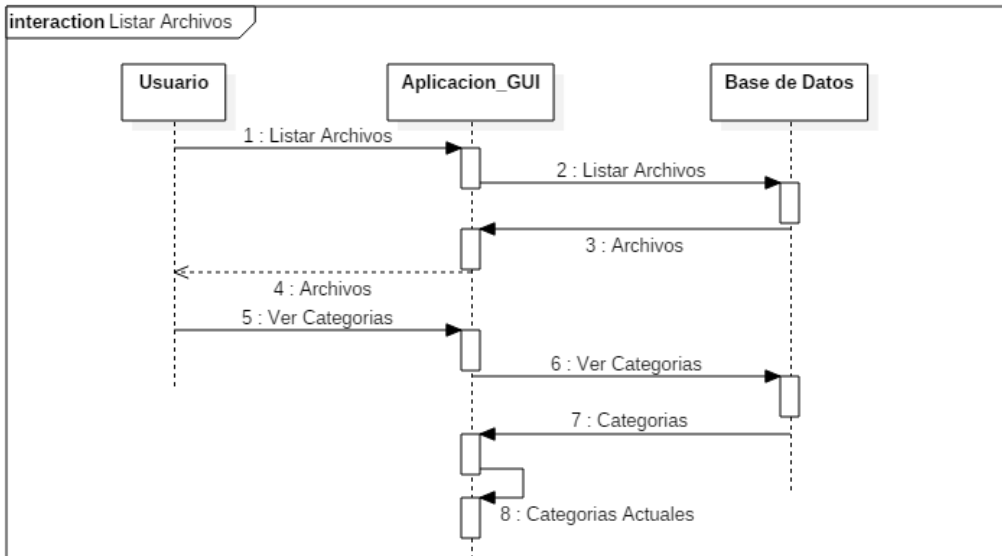 interaction Listar Archivos
Usuario
Aplicacion_GUI
Base de Datos
1 : Listar Archivos
2 : Listar Archivos
3 : Archivos
4 : Archivos
5 : Ver Categorias
6 : Ver Categorias
7 : Categorias
8 : Categorias Actuales